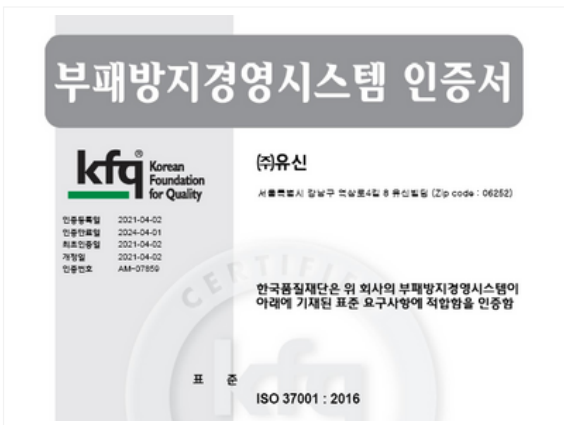 부패방지경영시스템 인증서
kfq® Korean
Foundation
for Quality
㈜유신
서울특별시 강남구 역삼로4길 8 유신빌딩 (Zip code : 06252)
인증등록일 2021-04-02
인증만료일 2024-04-01
최초인증일 2021-04-02
개정일 2021-04-02
인증번호 AM-07859
CERTIFIE
한국품질재단은 위 회사의 부패방지경영시스템이
아래에 기재된 표준 요구사항에 적합함을 인증함
kfq
표 준
ISO 37001 : 2016